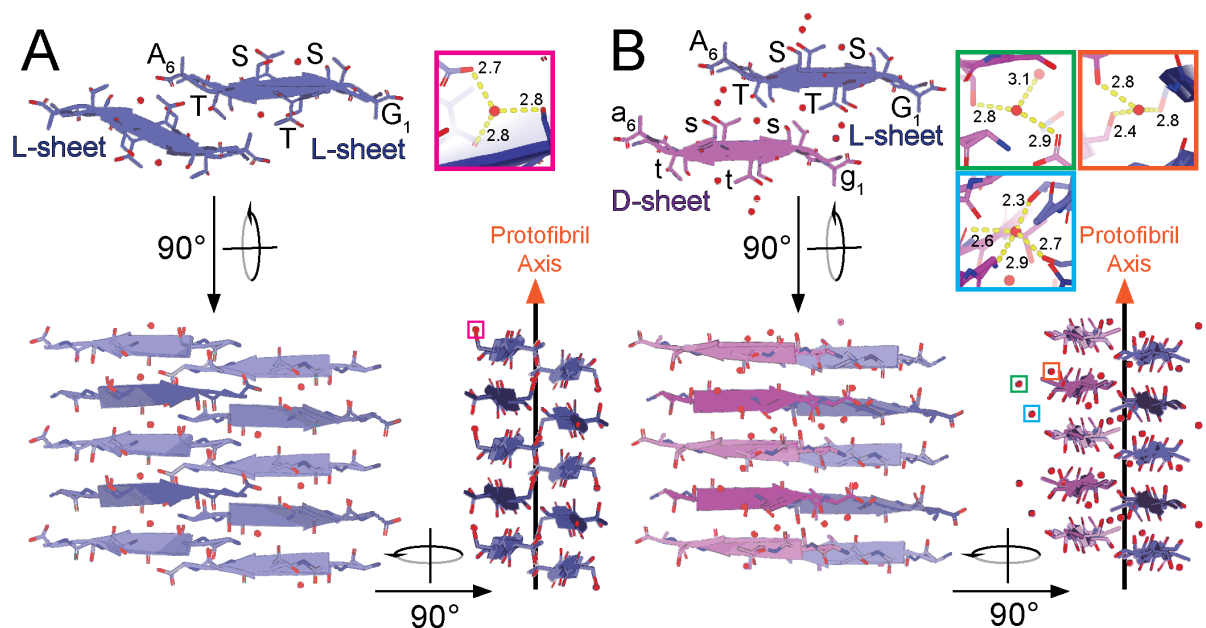 A
A6
S
S
T
T
G1
L-sheet
L-sheet
2.7
2.8
2.8
90°
Protofibril
Axis
90°
B
A6
S
S
T
T
G1
L-sheet
a6
s
s
t
t
g1
D-sheet
3.1
2.8
2.9
2.8
2.4
2.8
2.3
2.6
2.7
2.9
90°
Protofibril
Axis
90°